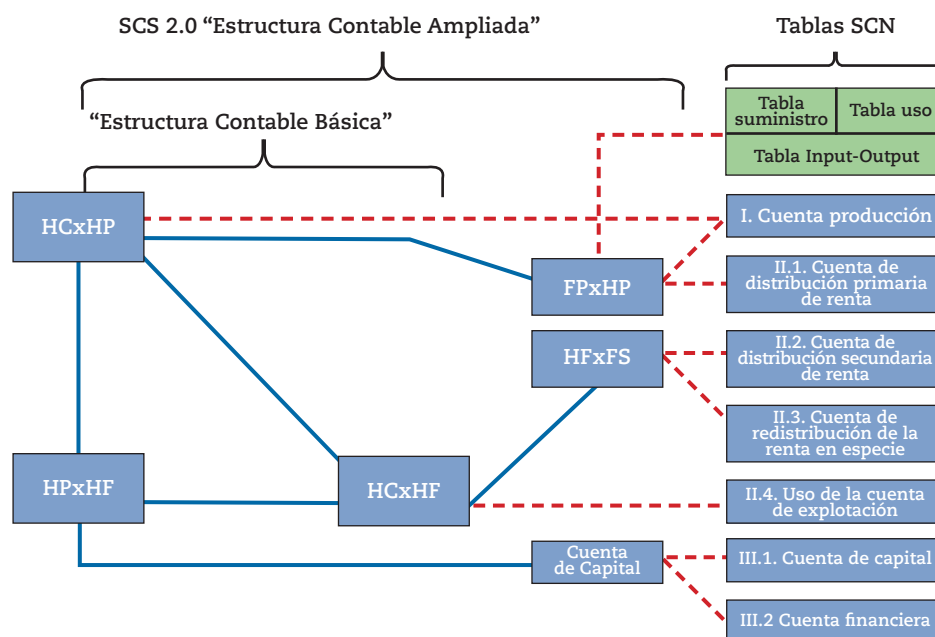 SCS 2.0 “Estructura Contable Ampliada”
Tablas SCN
“Estructura Contable Básica”
Tabla
suministro
Tabla uso
Tabla Input-Output
HCxHP
I. Cuenta producción
FPxHP
II.1. Cuenta de
distribución primaria
de renta
HFxFS
II.2. Cuenta de
distribución secundaria
de renta
II.3. Cuenta de
redistribución de la
renta en especie
HPxHF
HCxHF
II.4. Uso de la cuenta
de explotación
Cuenta
de Capital
III.1. Cuenta de capital
III.2 Cuenta financiera